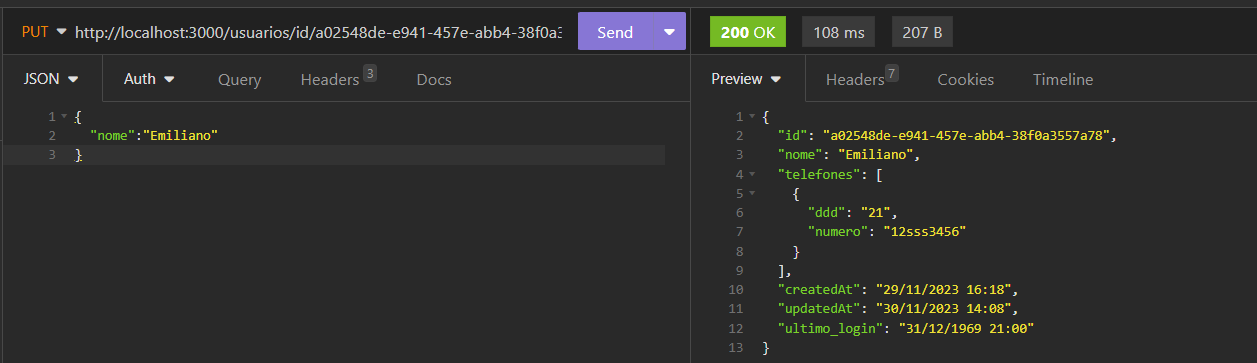 PUT http://localhost:3000/usuarios/id/a02548de-e941-457e-abb4-38f0a3 Send 200 OK 108 ms 207 B
JSON Auth Query Headers 3 Docs
1 {
2 "nome":"Emiliano"
3 }
Preview Headers 7 Cookies Timeline
1 {
2 "id": "a02548de-e941-457e-abb4-38f0a3557a78",
3 "nome": "Emiliano",
4 "telefones": [
5 {
6 "ddd": "21",
7 "numero": "12sss3456"
8 }
9 ],
10 "createdAt": "29/11/2023 16:18",
11 "updatedAt": "30/11/2023 14:08",
12 "ultimo_login": "31/12/1969 21:00"
13 }